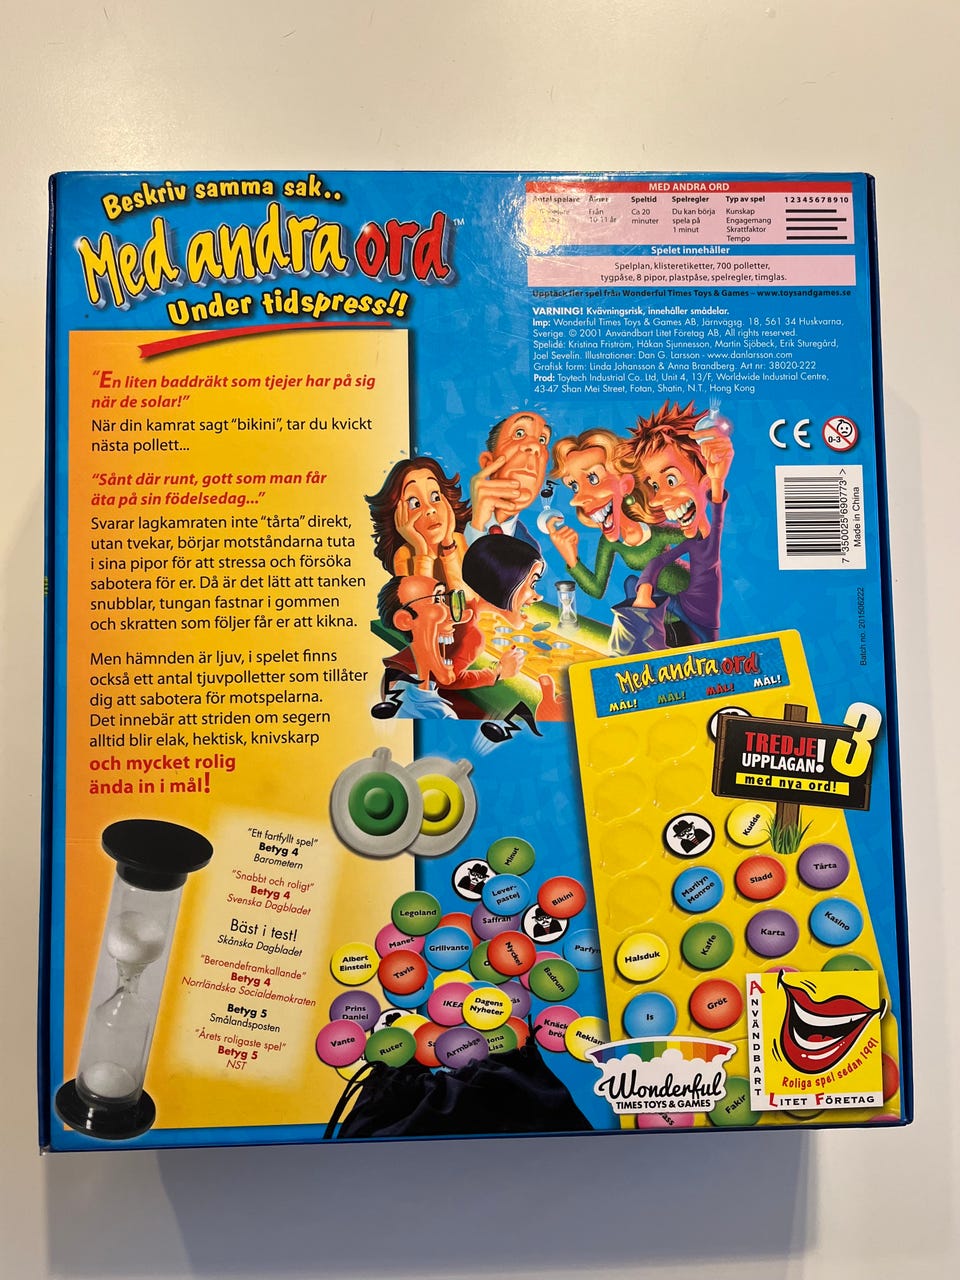 Beskriv samma sak..
Med andra ord™
Under tidspress!!
"En liten baddräkt som tjejer har på sig
när de solar!"
När din kamrat sagt "bikini", tar du kvickt
nästa pollett...
"Sånt där runt, gott som man får
äta på sin födelsedag..."
Svarar lagkamraten inte "tårta" direkt,
utan tvekar, börjar motståndarna tuta
i sina pipor för att stressa och försöka
sabotera för er. Då är det lätt att tanken
snubblar, tungan fastnar i gommen
och skratten som följer får er att kikna.
Men hämnden är ljuv, i spelet finns
också ett antal tjuvpolletter som tillåter
dig att sabotera för motspelarna.
Det innebär att striden om segern
alltid blir elak, hektisk, knivskarp
och mycket rolig
ända in i mål!
"Ett fartfyllt spel"
Betyg 4
Barometern
"Snabbt och roligt"
Betyg 4
Svenska Dagbladet
Bäst i test!
Skånska Dagbladet
"Beroendeframkallande"
Betyg 4
Norrländska Socialdemokraten
Betyg 5
Smålandsposten
"Årets roligaste spel"
Betyg 5
NST
MED ANDRA ORD
Antal spelare Ålder Speltid Spelregler Typ av spel 1 2 3 4 5 6 7 8 9 10
Från Ca 20 Du kan börja Kunskap
10-11 år minuter spela på Engagemang
1 minut Skrattfaktor
Tempo
Spelet innehåller
Spelplan, klisteretiketter, 700 polletter,
tygpåse, 8 pipor, plastpåse, spelregler, timglas.
Upptäck fler spel från Wonderful Times Toys & Games – www.toysandgames.se
VARNING! Kvävningsrisk, innehåller smådelar.
Imp: Wonderful Times Toys & Games AB, Järnvägsg. 18, 561 34 Huskvarna,
Sverige. © 2001 Användbart Litet Företag AB, All rights reserved.
Spelidé: Kristina Friström, Håkan Sjunnesson, Martin Sjöbeck, Erik Sturegård,
Joel Sevelin. Illustrationer: Dan G. Larsson - www.danlarsson.com
Grafisk form: Linda Johansson & Anna Brandberg. Art nr: 38020-222
Prod: Toytech Industrial Co. Ltd, Unit 4, 13/F, Worldwide Industrial Centre,
43-47 Shan Mei Street, Fotan, Shatin, N.T., Hong Kong
CE
0-3
7 350025 690773 >
Made in China
Batch no. 201506222
Med andra ord
MÅL! MÅL! MÅL! MÅL!
TREDJE
UPPLAGAN!
3
med nya ord!
Kudde
Marilyn
Monroe
Sladd
Tårta
Halsduk
Kaffe
Karta
Kasino
Is
Gröt
Fakir
Minut
Lever-
pastej
Bikini
Legoland
Saffran
Manet
Grillvante
Nyckel
Parfym
Albert
Einstein
Tavla
Badrum
Prins
Daniel
IKEA
Dagens
Nyheter
Vante
Ruter
Armbåge
Mona
Lisa
Knäck
brö
Reklam
Wonderful
TIMES TOYS & GAMES
ANVÄNDBART
LITET FÖRETAG
Roliga spel sedan 1991